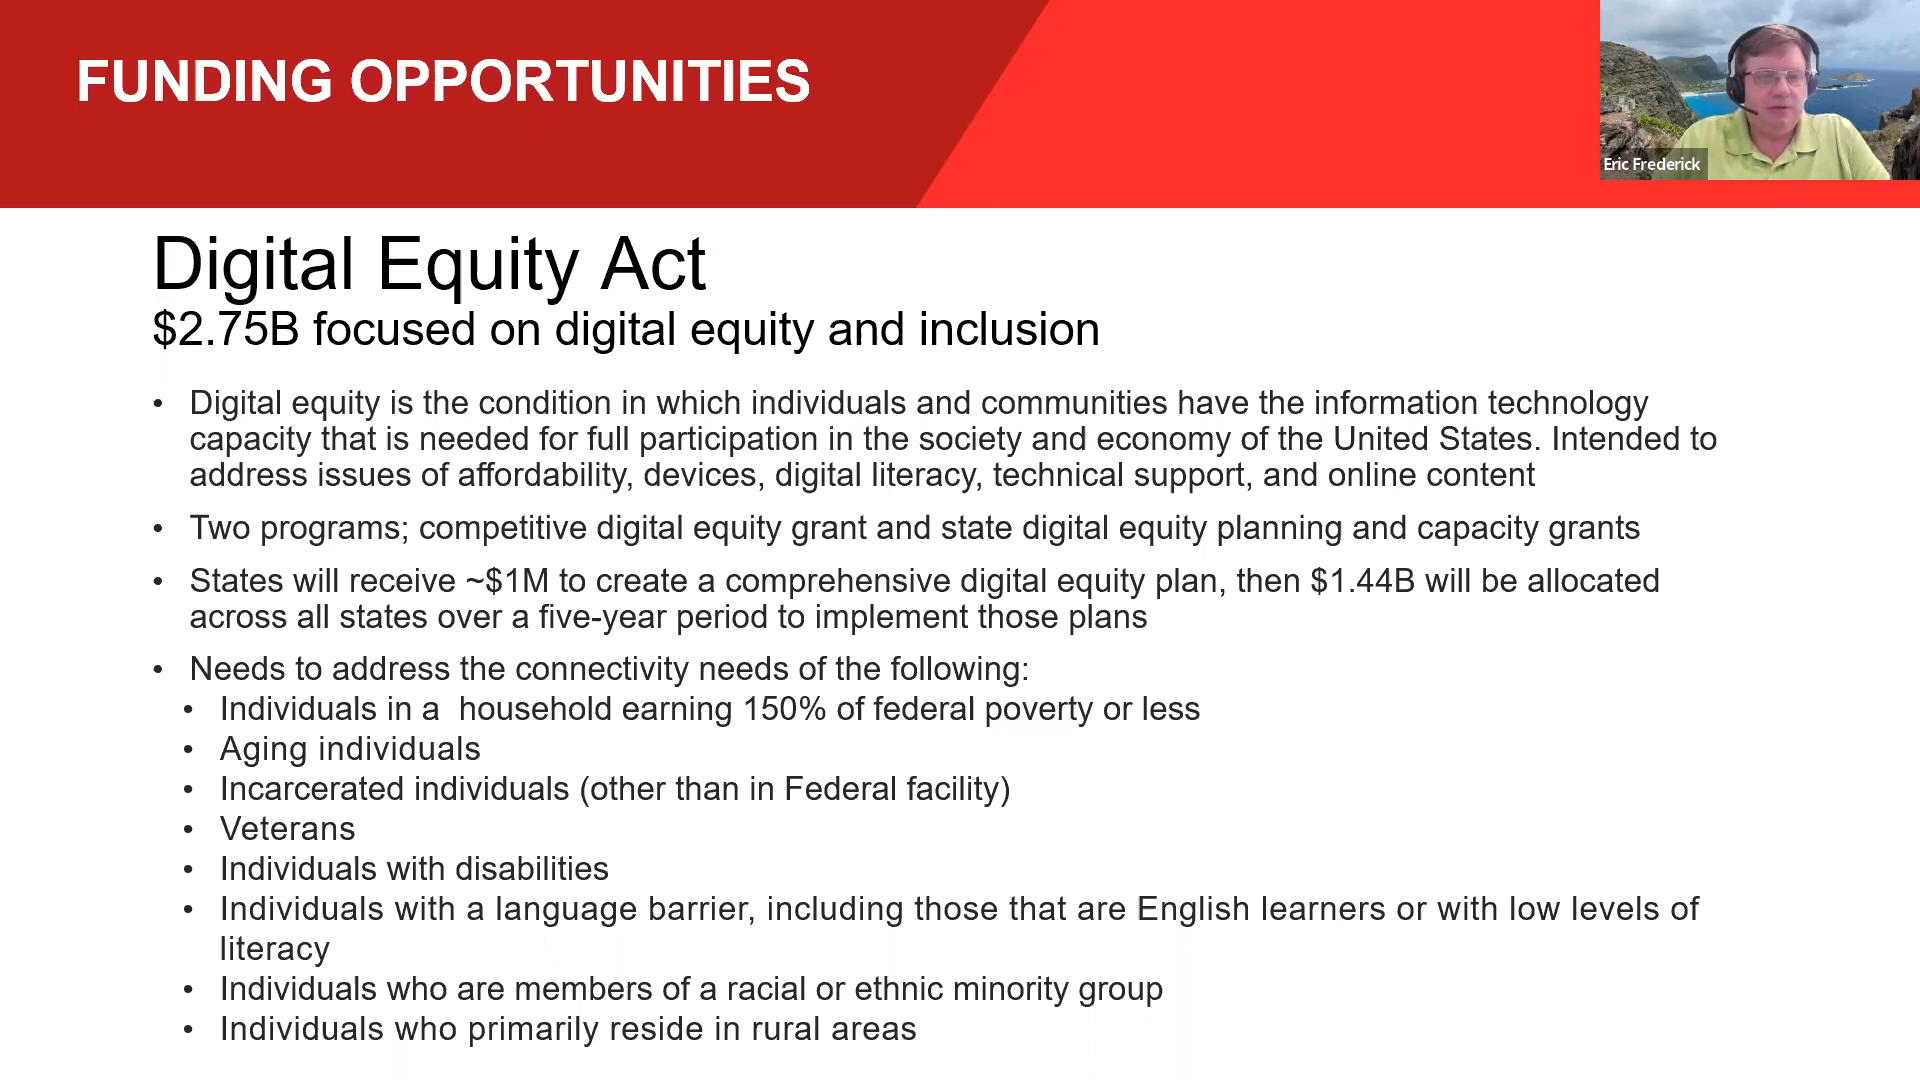 FUNDING OPPORTUNITIES
Eric Frederick
Digital Equity Act
$2.75B focused on digital equity and inclusion
• Digital equity is the condition in which individuals and communities have the information technology
capacity that is needed for full participation in the society and economy of the United States. Intended to
address issues of affordability, devices, digital literacy, technical support, and online content
• Two programs; competitive digital equity grant and state digital equity planning and capacity grants
• States will receive ~$1M to create a comprehensive digital equity plan, then $1.44B will be allocated
across all states over a five-year period to implement those plans
• Needs to address the connectivity needs of the following:
• Individuals in a  household earning 150% of federal poverty or less
• Aging individuals
• Incarcerated individuals (other than in Federal facility)
• Veterans
• Individuals with disabilities
• Individuals with a language barrier, including those that are English learners or with low levels of
literacy
• Individuals who are members of a racial or ethnic minority group
• Individuals who primarily reside in rural areas